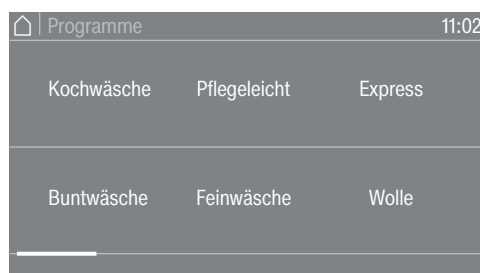 Programme 11:02
Kochwäsche Pflegeleicht Express
Buntwäsche Feinwäsche Wolle